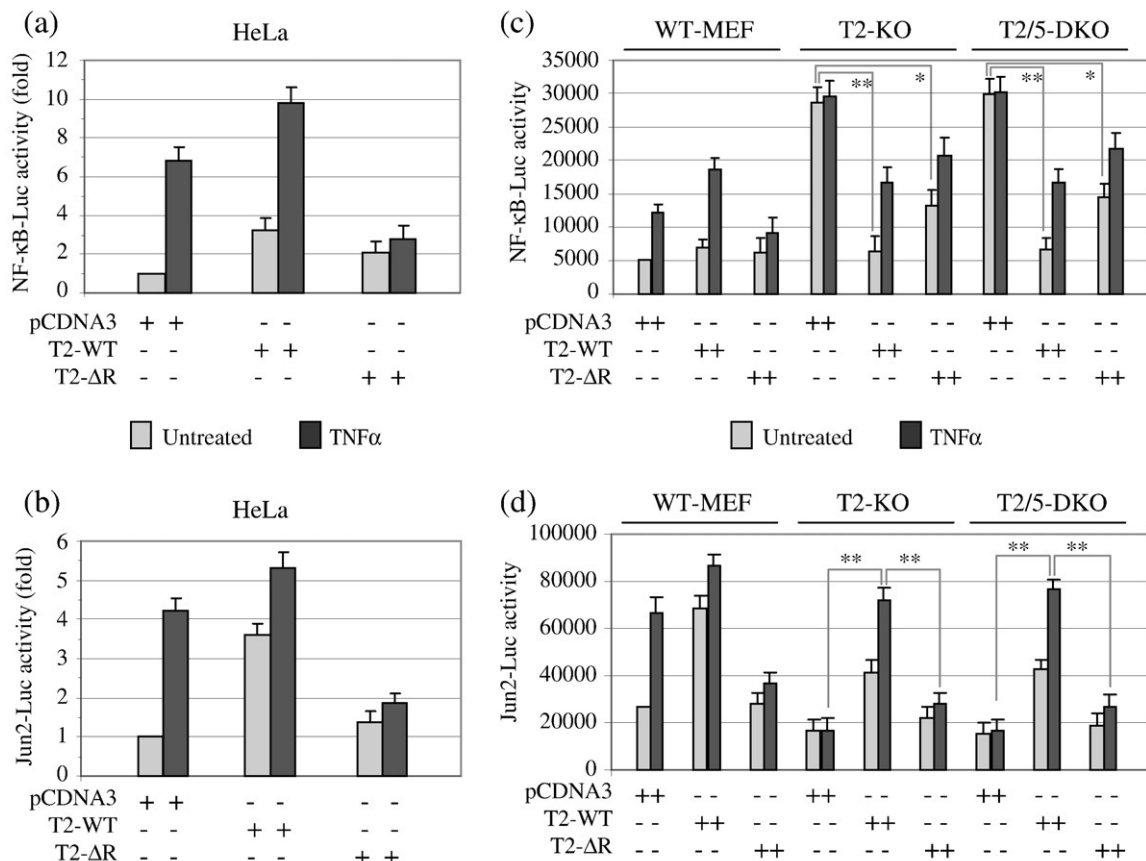 (a)
HeLa
NF-κB-Luc activity (fold)
12
10
8
6
4
2
0
pCDNA3 + + - - - -
T2-WT - - + + - -
T2-ΔR - - - - + +
(c)
WT-MEF T2-KO T2/5-DKO
NF-κB-Luc activity
35000
30000
25000
20000
15000
10000
5000
0
** * ** *
pCDNA3 ++ -- -- ++ -- -- ++ -- --
T2-WT -- ++ -- -- ++ -- -- ++ --
T2-ΔR -- -- ++ -- -- ++ -- -- ++
Untreated TNFα
Untreated TNFα
(b)
HeLa
Jun2-Luc activity (fold)
6
5
4
3
2
1
0
pCDNA3 + + - - - -
T2-WT - - + + - -
T2-ΔR - - - - + +
(d)
WT-MEF T2-KO T2/5-DKO
Jun2-Luc activity
100000
80000
60000
40000
20000
0
** ** ** **
pCDNA3 ++ -- -- ++ -- -- ++ -- --
T2-WT -- ++ -- -- ++ -- -- ++ --
T2-ΔR -- -- ++ -- -- ++ -- -- ++